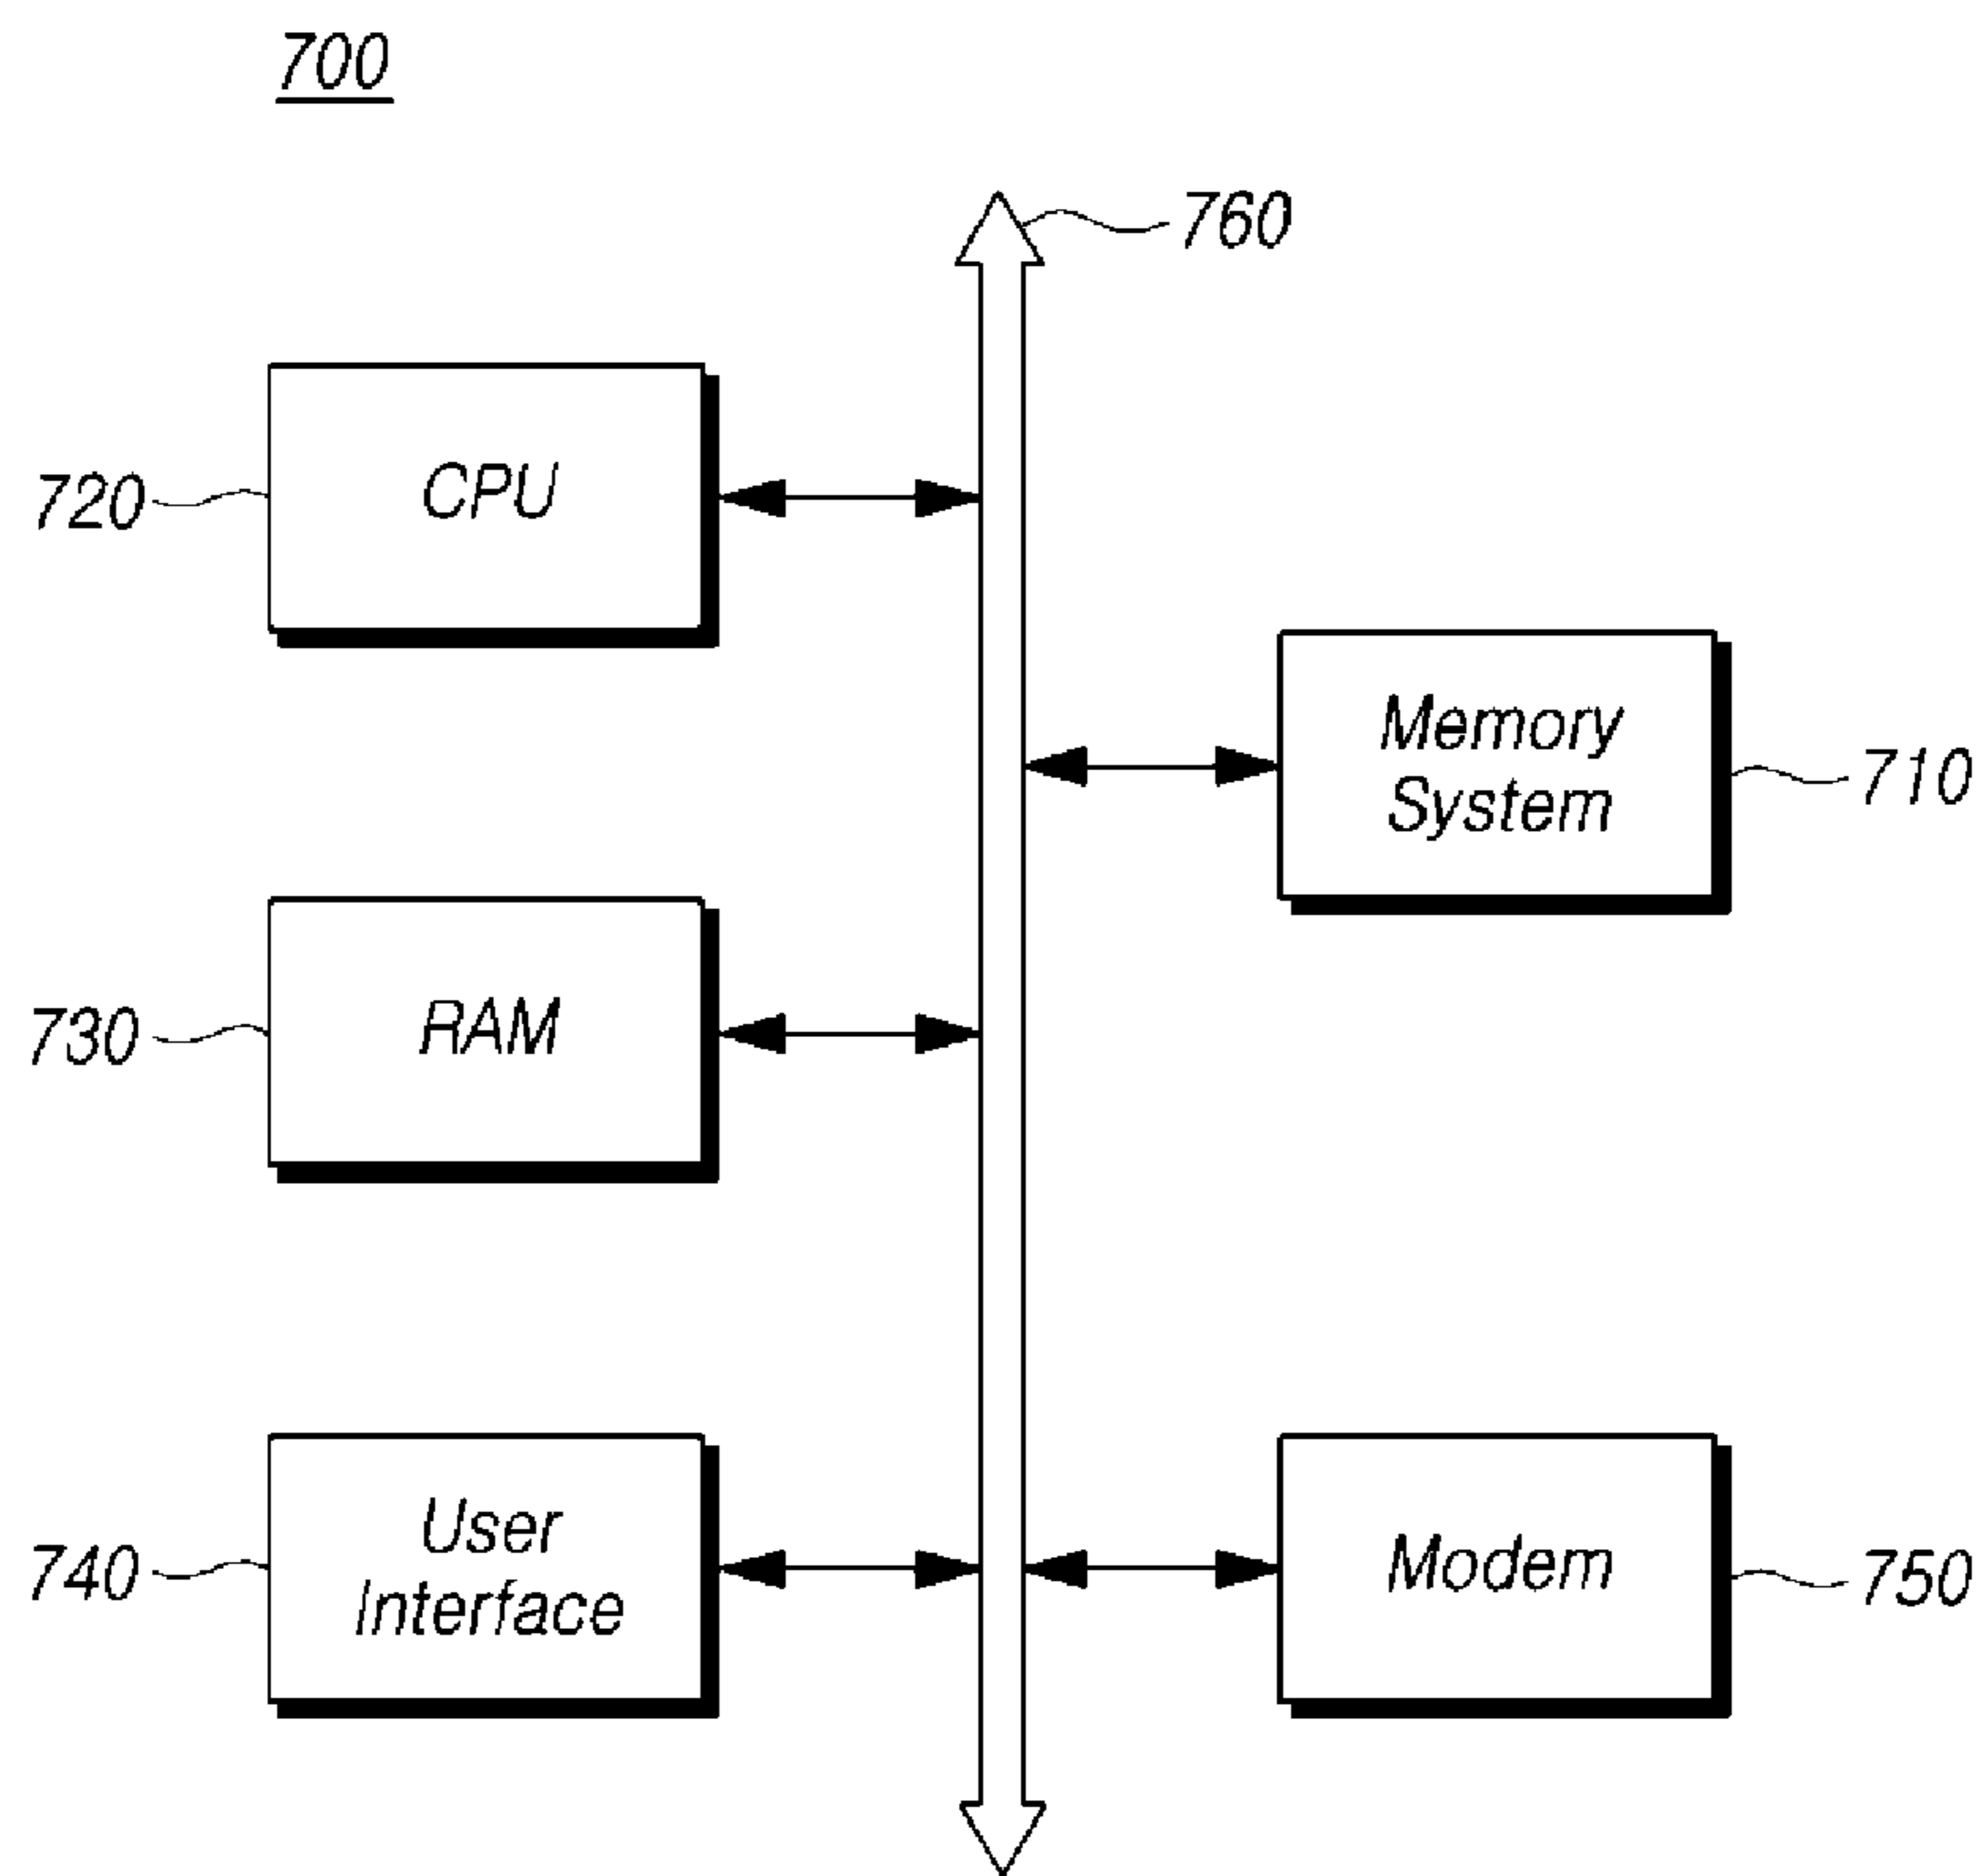 700
760
CPU
720
Memory
System
710
RAM
730
User
Interface
740
Modem
750